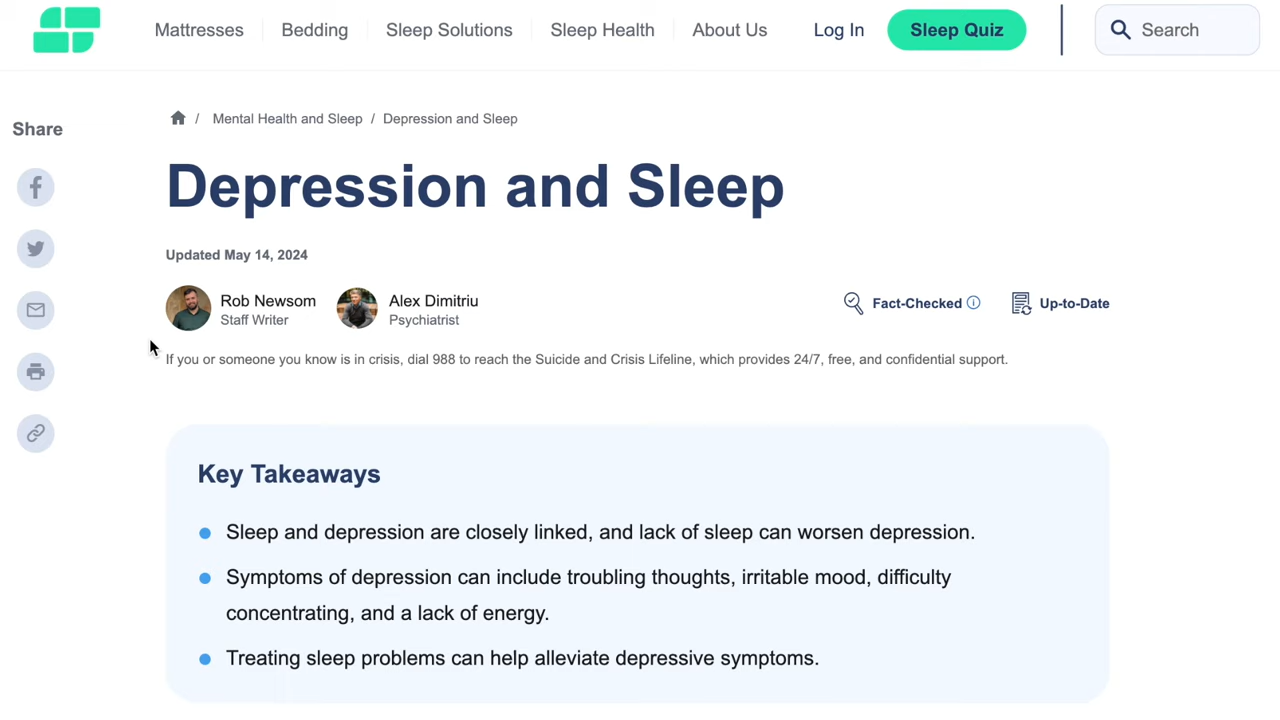 Mattresses Bedding Sleep Solutions Sleep Health About Us Log In Sleep Quiz Search
Share
/ Mental Health and Sleep / Depression and Sleep
Depression and Sleep
Updated May 14, 2024
Rob Newsom
Staff Writer
Alex Dimitriu
Psychiatrist
Fact-Checked
Up-to-Date
If you or someone you know is in crisis, dial 988 to reach the Suicide and Crisis Lifeline, which provides 24/7, free, and confidential support.
Key Takeaways
Sleep and depression are closely linked, and lack of sleep can worsen depression.
Symptoms of depression can include troubling thoughts, irritable mood, difficulty
concentrating, and a lack of energy.
Treating sleep problems can help alleviate depressive symptoms.